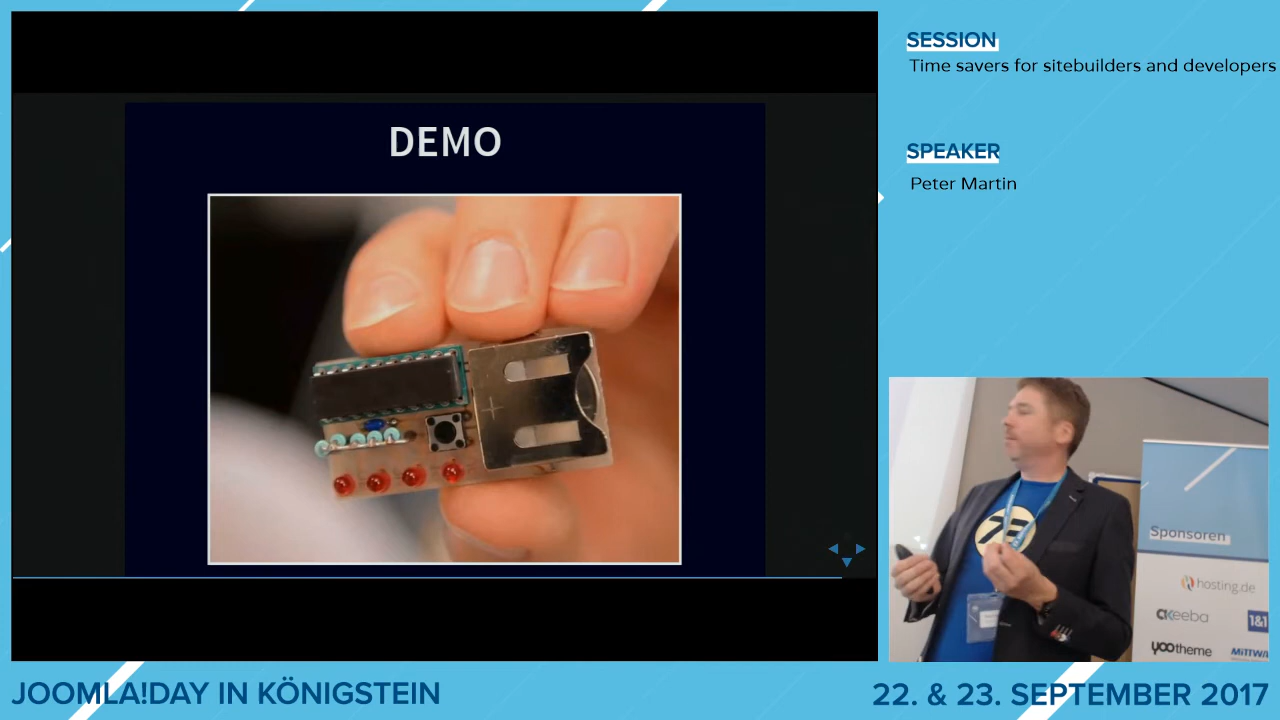 DEMO
SESSION
Time savers for sitebuilders and developers
SPEAKER
Peter Martin
Sponsoren
hosting.de
akeeba
1&1
yootheme
MITTWA
JOOMLA!DAY IN KÖNIGSTEIN
22. & 23. SEPTEMBER 2017